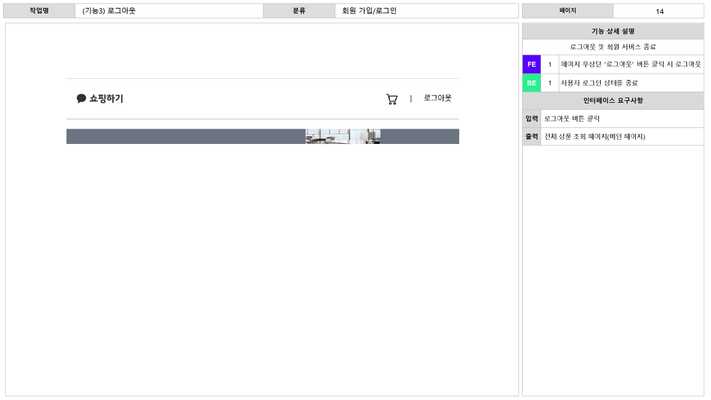 작업명
(기능3) 로그아웃
분류
회원 가입/로그인
페이지
14
쇼핑하기
|
로그아웃
기능 상세 설명
로그아웃 및 회원 서비스 종료
FE 1 페이지 우상단 '로그아웃' 버튼 클릭 시 로그아웃
BE 1 사용자 로그인 상태를 종료
인터페이스 요구사항
입력 로그아웃 버튼 클릭
출력 전체 상품 조회 페이지(메인 페이지)